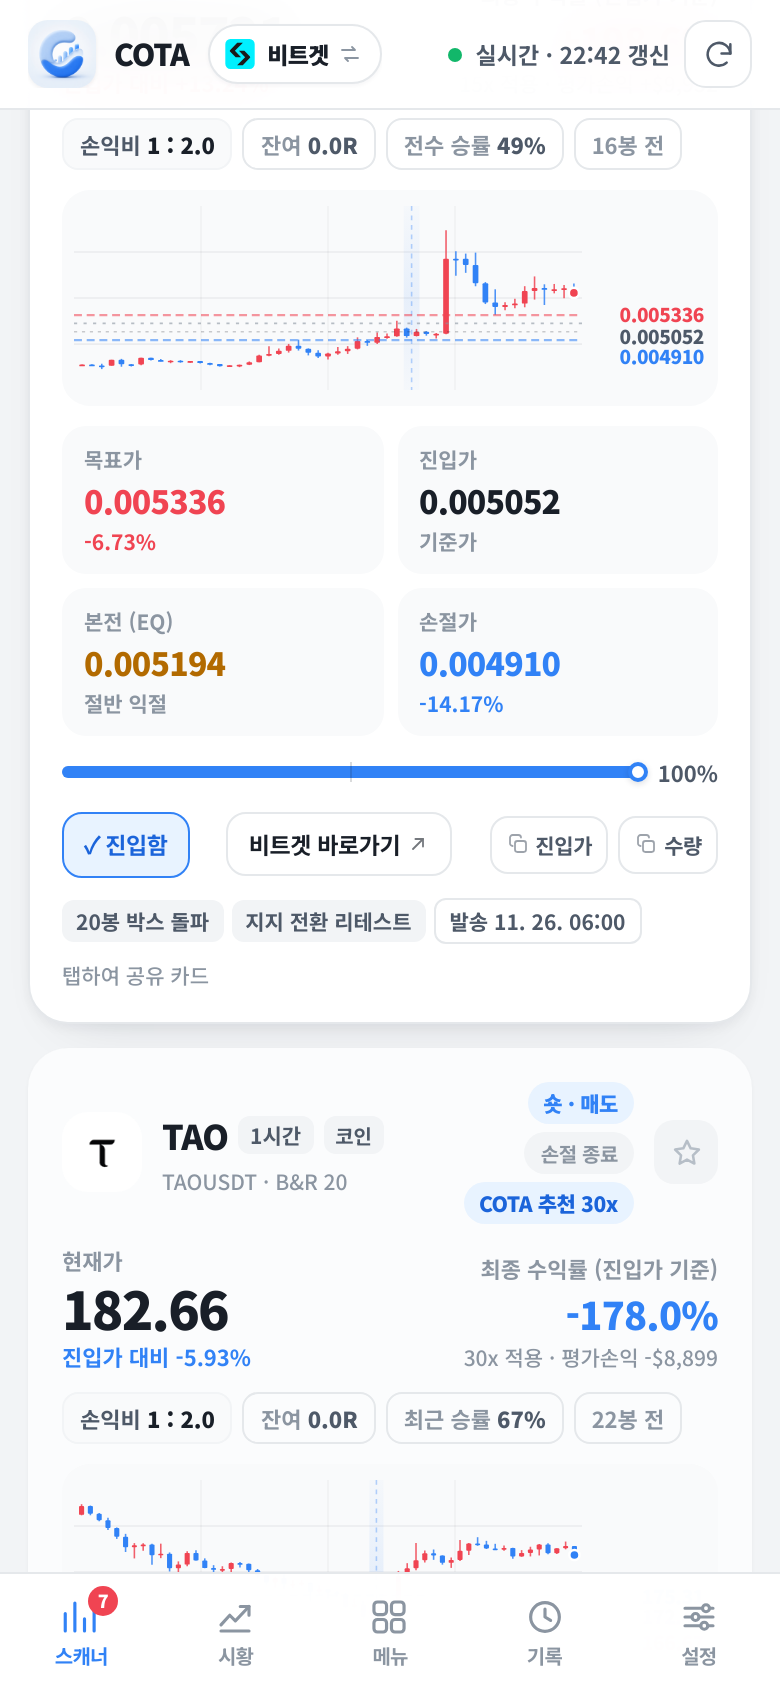 COTA
비트겟
실시간 · 22:42 갱신
손익비 1 : 2.0
잔여 0.0R
전수 승률 49%
16봉 전
0.005336
0.005052
0.004910
목표가
0.005336
-6.73%
진입가
0.005052
기준가
본전 (EQ)
0.005194
절반 익절
손절가
0.004910
-14.17%
100%
✓ 진입함
비트겟 바로가기 ↗
진입가
수량
20봉 박스 돌파
지지 전환 리테스트
발송 11. 26. 06:00
탭하여 공유 카드
TAO
1시간
코인
TAOUSDT · B&R 20
숏 · 매도
손절 종료
COTA 추천 30x
현재가
182.66
진입가 대비 -5.93%
최종 수익률 (진입가 기준)
-178.0%
30x 적용 · 평가손익 -$8,899
손익비 1 : 2.0
잔여 0.0R
최근 승률 67%
22봉 전
7
스캐너
시황
메뉴
기록
설정